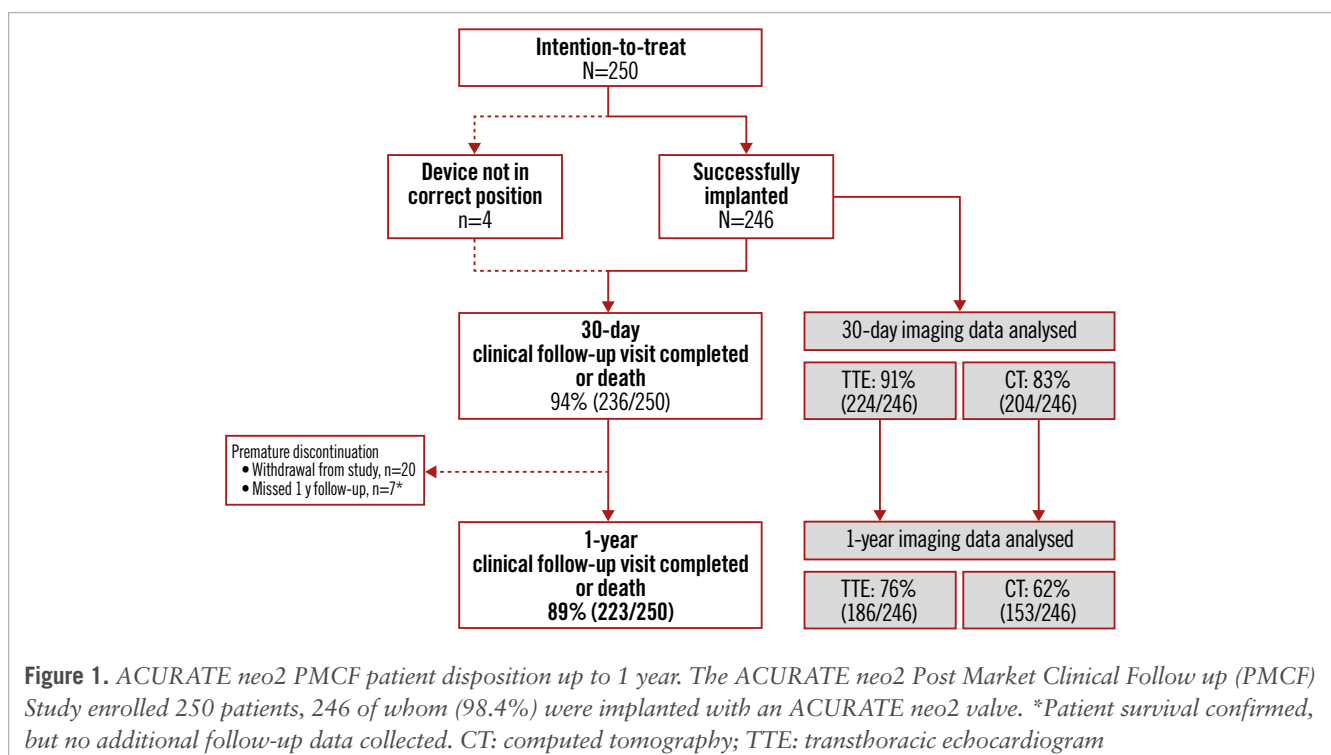 Intention-to-treat
N=250
Device not in
correct position
n=4
Successfully
implanted
N=246
30-day
clinical follow-up visit completed
or death
94% (236/250)
30-day imaging data analysed
TTE: 91%
(224/246)
CT: 83%
(204/246)
Premature discontinuation
• Withdrawal from study, n=20
• Missed 1 y follow-up, n=7*
1-year
clinical follow-up visit completed
or death
89% (223/250)
1-year imaging data analysed
TTE: 76%
(186/246)
CT: 62%
(153/246)
Figure 1. ACURATE neo2 PMCF patient disposition up to 1 year. The ACURATE neo2 Post Market Clinical Follow up (PMCF)
Study enrolled 250 patients, 246 of whom (98.4%) were implanted with an ACURATE neo2 valve. *Patient survival confirmed,
but no additional follow-up data collected. CT: computed tomography; TTE: transthoracic echocardiogram